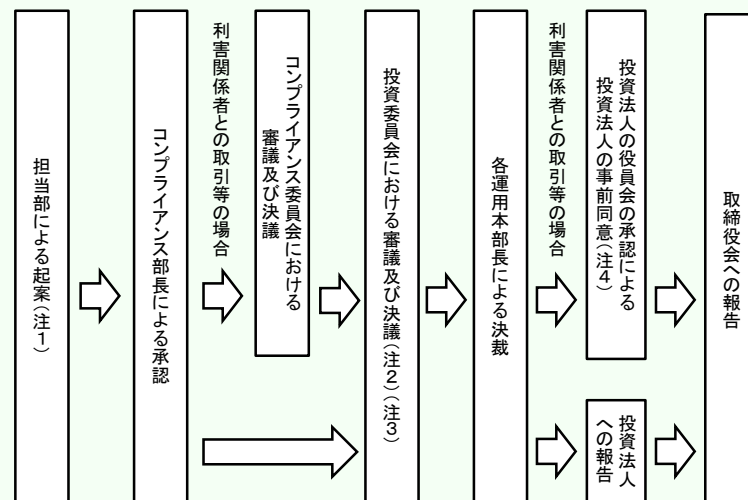 担当部による起案（注１）
コンプライアンス部長による承認
利害関係者との取引等の場合
コンプライアンス委員会における
審議及び決議
投資委員会における審議及び決議（注２）（注３）
各運用本部長による決裁
利害関係者との取引等の場合
投資法人の役員会の承認による
投資法人の事前同意（注４）
投資法人
への報告
取締役会への報告